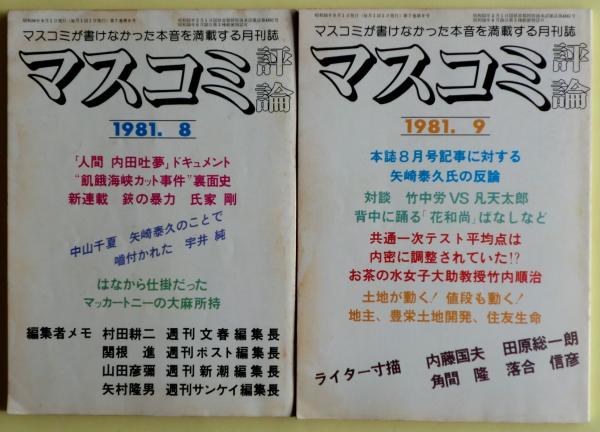 マスコミが書けなかった本音を満載する月刊誌
マスコミ評論
1981. 8
「人間 内田吐夢」ドキュメント
“飢餓海峡カット事件”裏面史
新連載 鋏の暴力 氏家 剛
中山千夏 矢崎泰久のことで
噛付かれた 宇井 純
はなから仕掛だった
マッカートニーの大麻所持
編集者メモ 村田耕二 週刊文春編集長
関根 進 週刊ポスト編集長
山田彦彌 週刊新潮編集長
矢村隆男 週刊サンケイ編集長
マスコミが書けなかった本音を満載する月刊誌
マスコミ評論
1981. 9
本誌8月号記事に対する
矢崎泰久氏の反論
対談 竹中労VS凡天太郎
背中に踊る「花和尚」ばなしなど
共通一次テスト平均点は
内密に調整されていた!?
お茶の水女子大助教授竹内順治
土地が動く!値段も動く!
地主、豊栄土地開発、住友生命
ライター寸描 内藤国夫 田原総一朗
角間 隆 落合 信彦